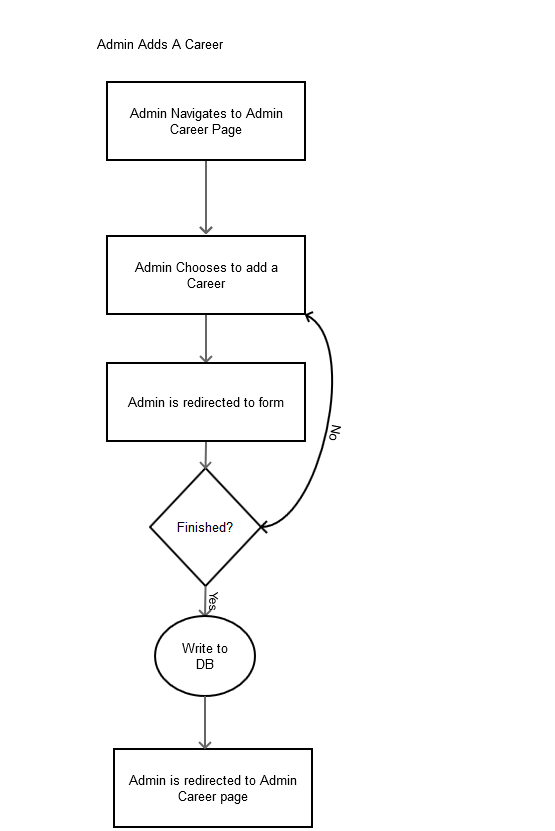 Admin Adds A Career
Admin Navigates to Admin
Career Page
Admin Chooses to add a
Career
Admin is redirected to form
No
Finished?
Yes
Write to
DB
Admin is redirected to Admin
Career page